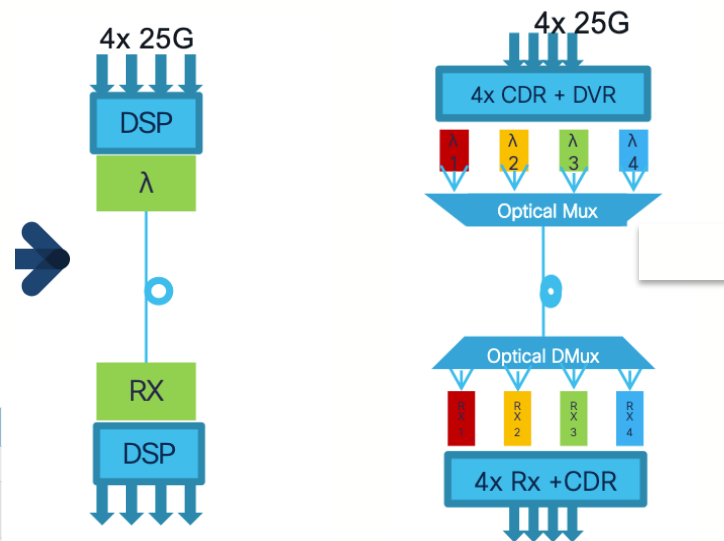 4x 25G
DSP
λ
RX
DSP
4x 25G
4x CDR + DVR
λ
1
λ
2
λ
3
λ
4
Optical Mux
Optical DMux
R
X
1
R
X
2
R
X
3
R
X
4
4x Rx +CDR